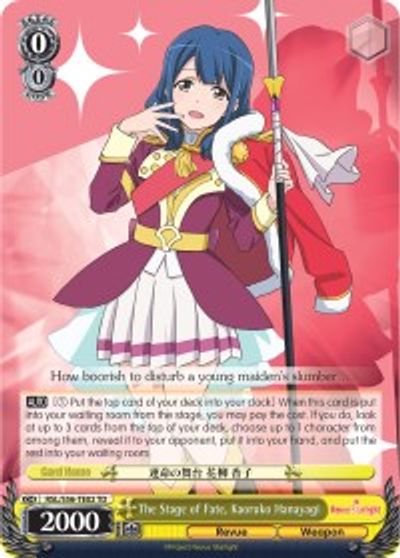 0
0
How boorish to disturb a young maiden's slumber...
AUTO [(1) Put the top card of your deck into your clock] When this card is put
into your waiting room from the stage, you may pay the cost. If you do, look
at up to 3 cards from the top of your deck, choose up to 1 character from
among them, reveal it to your opponent, put it into your hand, and put the
rest into your waiting room.
Card Name 運命の舞台 花柳 香子
RSL/S56-TE02 TD The Stage of Fate, Kaoruko Hanayagi
2000 Revue Weapon